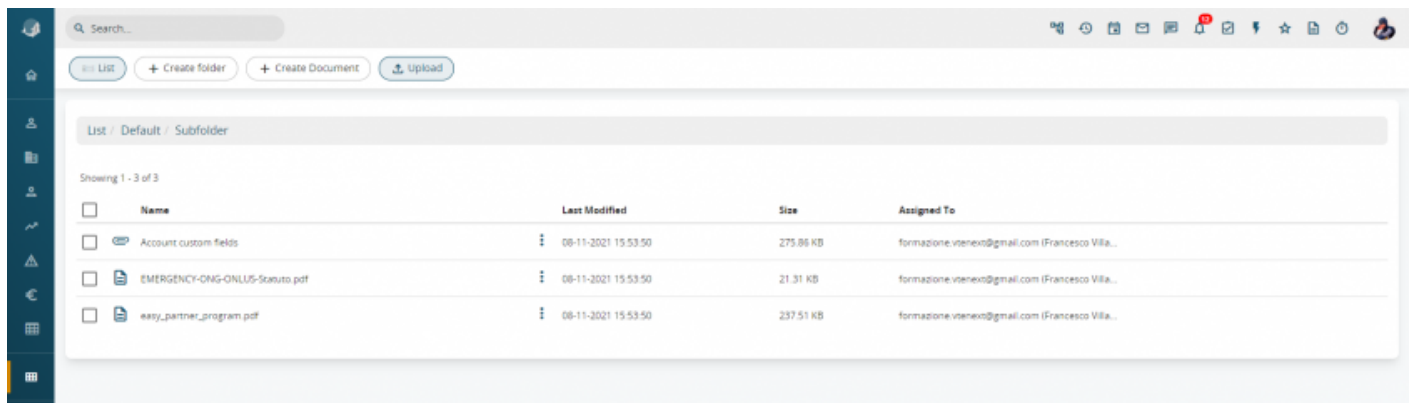 Search...
12
List
+ Create folder
+ Create Document
Upload
List / Default / Subfolder
Showing 1 - 3 of 3
Name Last Modified Size Assigned To
Account custom fields 08-11-2021 15:53:50 275.86 KB formazione.vtenext@gmail.com (Francesco Villa...
EMERGENCY-ONG-ONLUS-Statuto.pdf 08-11-2021 15:53:50 21.31 KB formazione.vtenext@gmail.com (Francesco Villa...
easy_partner_program.pdf 08-11-2021 15:53:50 237.51 KB formazione.vtenext@gmail.com (Francesco Villa...